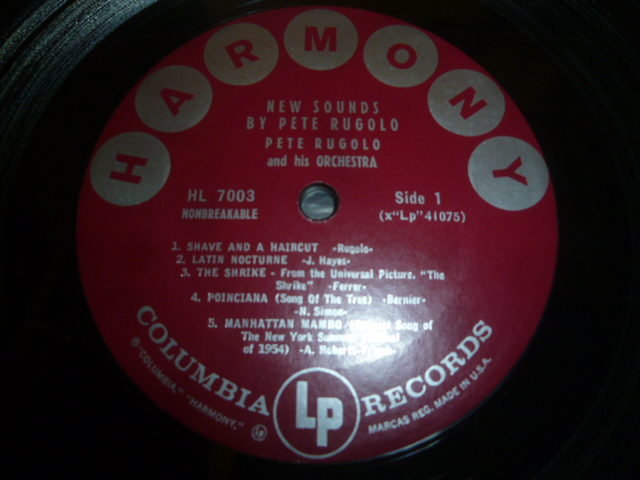 HARMONY
NEW SOUNDS
BY PETE RUGOLO
PETE RUGOLO
and his ORCHESTRA
HL 7003
NONBREAKABLE
Side 1
(x"Lp"41075)
1. SHAVE AND A HAIRCUT -Rugolo-
2. LATIN NOCTURNE -J. Hayes-
3. THE SHRIKE - From the Universal Picture, "The
Shrike" -Ferrer-
4. POINCIANA (Song Of The Tree) -Bernier-
-N. Simon-
5. MANHATTAN MAMBO Song of
The New York
of 1954) -A.
COLUMBIA Lp RECORDS
"COLUMBIA," "HARMONY," Lp
MARCAS REG. MADE IN U.S.A.